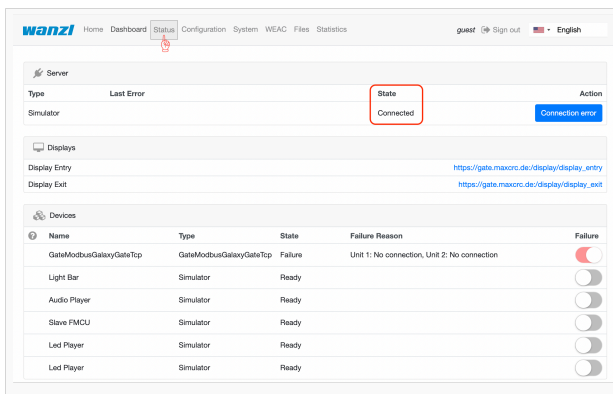 wanzl Home Dashboard Status Configuration System WEAC Files Statistics guest Sign out English
Server
Type Last Error State Action
Simulator Connected Connection error
Displays
Display Entry https://gate.maxcrc.de:/display/display_entry
Display Exit https://gate.maxcrc.de:/display/display_exit
Devices
? Name Type State Failure Reason Failure
GateModbusGalaxyGateTcp GateModbusGalaxyGateTcp Failure Unit 1: No connection, Unit 2: No connection
Light Bar Simulator Ready
Audio Player Simulator Ready
Slave FMCU Simulator Ready
Led Player Simulator Ready
Led Player Simulator Ready